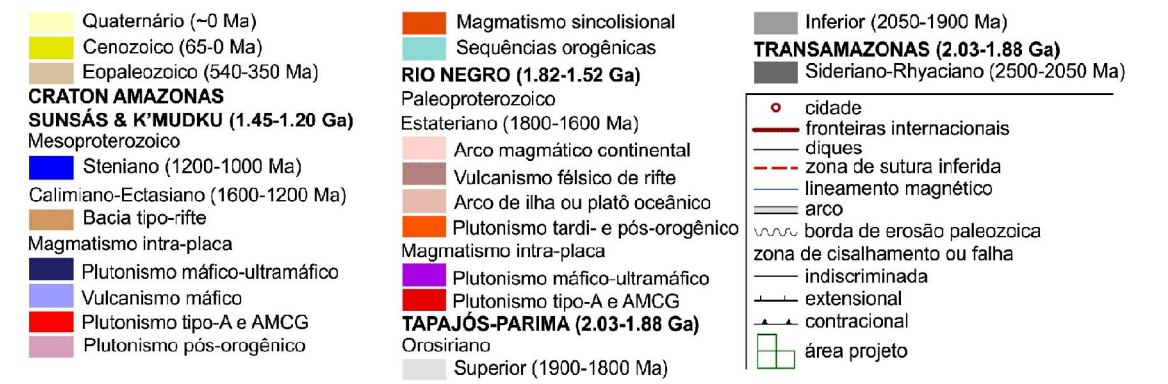 Quaternário (~0 Ma)
Cenozoico (65-0 Ma)
Eopaleozoico (540-350 Ma)
CRATON AMAZONAS
SUNSÁS & K'MUDKU (1.45-1.20 Ga)
Mesoproterozoico
Steniano (1200-1000 Ma)
Calimiano-Ectasiano (1600-1200 Ma)
Bacia tipo-rifte
Magmatismo intra-placa
Plutonismo máfico-ultramáfico
Vulcanismo máfico
Plutonismo tipo-A e AMCG
Plutonismo pós-orogênico
Magmatismo sincolisional
Sequências orogênicas
RIO NEGRO (1.82-1.52 Ga)
Paleoproterozoico
Estateriano (1800-1600 Ma)
Arco magmático continental
Vulcanismo félsico de rifte
Arco de ilha ou platô oceânico
Plutonismo tardi- e pós-orogênico
Magmatismo intra-placa
Plutonismo máfico-ultramáfico
Plutonismo tipo-A e AMCG
TAPAJÓS-PARIMA (2.03-1.88 Ga)
Orosiriano
Superior (1900-1800 Ma)
Inferior (2050-1900 Ma)
TRANSAMAZONAS (2.03-1.88 Ga)
Sideriano-Rhyaciano (2500-2050 Ma)
cidade
fronteiras internacionais
diques
zona de sutura inferida
lineamento magnético
arco
borda de erosão paleozoica
zona de cisalhamento ou falha
indiscriminada
extensional
contracional
área projeto